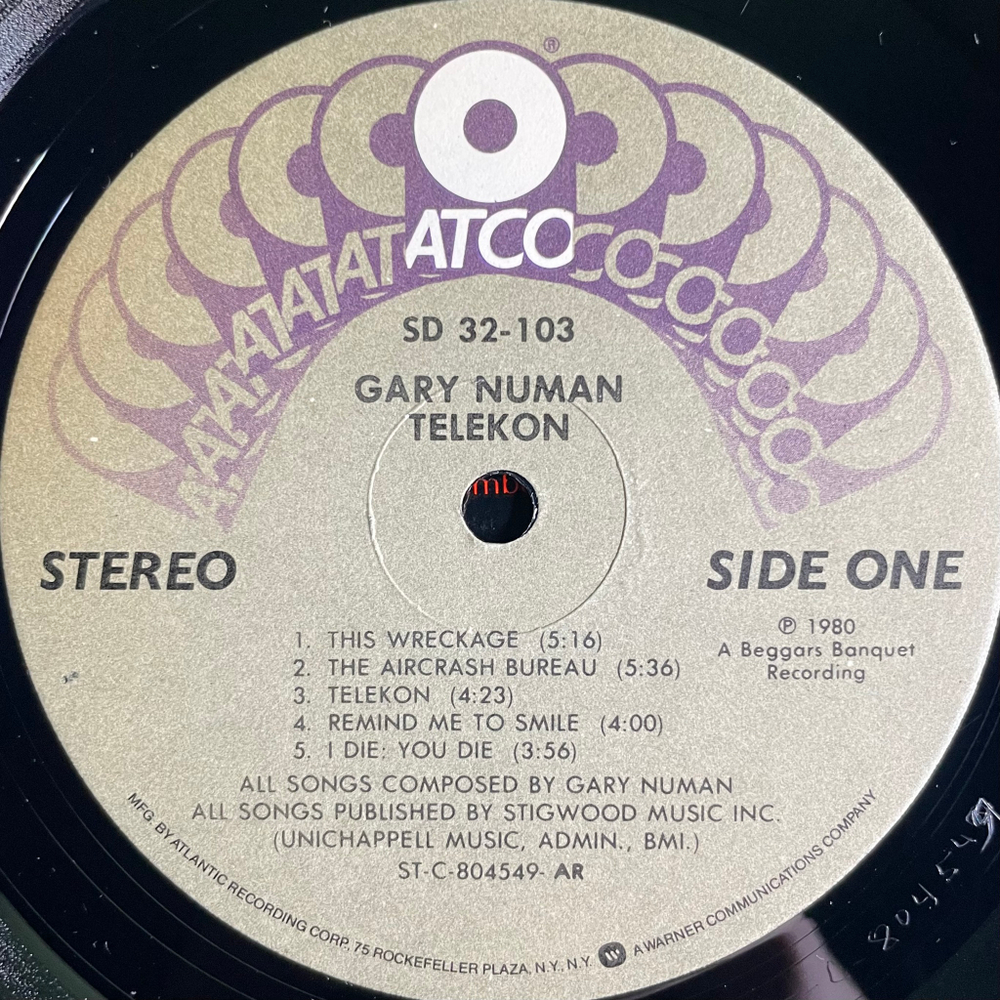 ®
ATCO
SD 32-103
GARY NUMAN
TELEKON
mb
STEREO
SIDE ONE
℗ 1980
A Beggars Banquet
Recording
1. THIS WRECKAGE (5:16)
2. THE AIRCRASH BUREAU (5:36)
3. TELEKON (4:23)
4. REMIND ME TO SMILE (4:00)
5. I DIE: YOU DIE (3:56)
ALL SONGS COMPOSED BY GARY NUMAN
ALL SONGS PUBLISHED BY STIGWOOD MUSIC INC.
(UNICHAPPELL MUSIC, ADMIN., BMI.)
ST-C-804549- AR
MFG. BY ATLANTIC RECORDING CORP. 75 ROCKEFELLER PLAZA, N.Y. N.Y. A WARNER COMMUNICATIONS COMPANY
804549